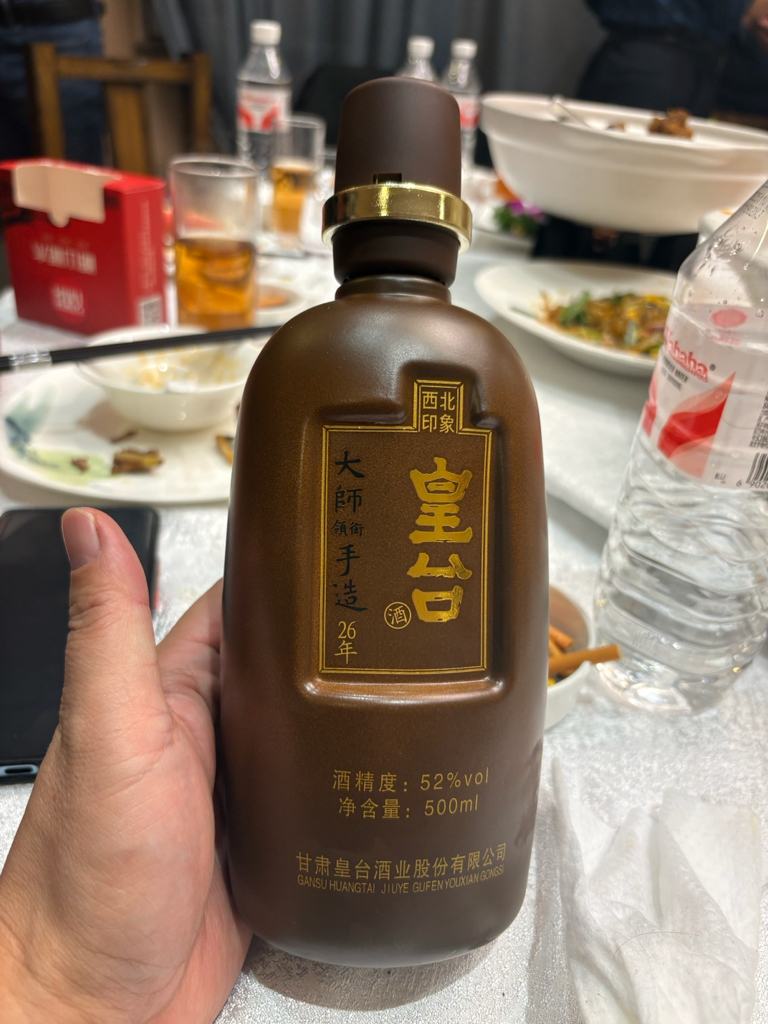 西北
印象
皇台
酒
大師
領銜
手造
26
年
酒精度：52%vol
净含量：500ml
甘肃皇台酒业股份有限公司
GANSU HUANGTAI JIUYE GUFENYOUXIAN GONGSI